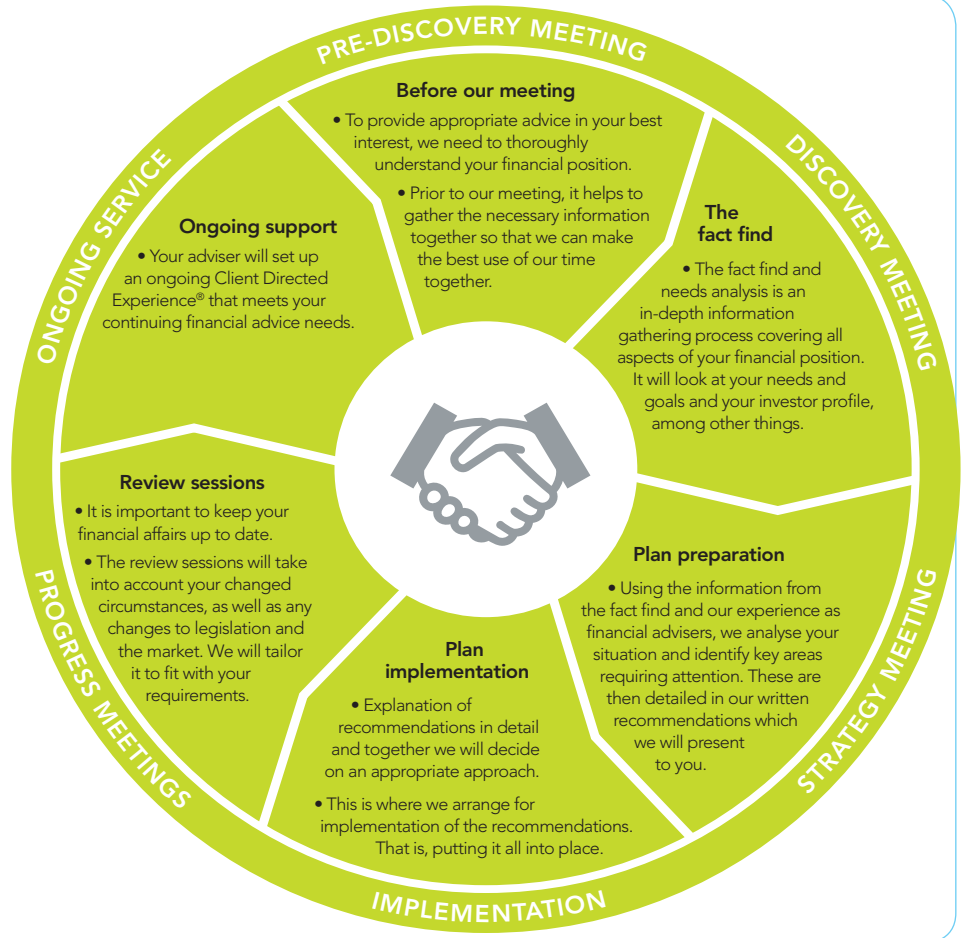 PRE-DISCOVERY MEETING
Before our meeting
• To provide appropriate advice in your best
interest, we need to thoroughly
understand your financial position.
• Prior to our meeting, it helps to
gather the necessary information
together so that we can make
the best use of our time
together.
DISCOVERY MEETING
The
fact find
• The fact find and
needs analysis is an
in-depth information
gathering process covering all
aspects of your financial position.
It will look at your needs and
goals and your investor profile,
among other things.
STRATEGY MEETING
Plan preparation
• Using the information from
the fact find and our experience as
financial advisers, we analyse your
situation and identify key areas
requiring attention. These are
then detailed in our written
recommendations which
we will present
to you.
IMPLEMENTATION
Plan
implementation
• Explanation of
recommendations in detail
and together we will decide
on an appropriate approach.
• This is where we arrange for
implementation of the recommendations.
That is, putting it all into place.
PROGRESS MEETINGS
Review sessions
• It is important to keep your
financial affairs up to date.
• The review sessions will take
into account your changed
circumstances, as well as any
changes to legislation and
the market. We will tailor
it to fit with your
requirements.
ONGOING SERVICE
Ongoing support
• Your adviser will set up
an ongoing Client Directed
Experience® that meets your
continuing financial advice needs.